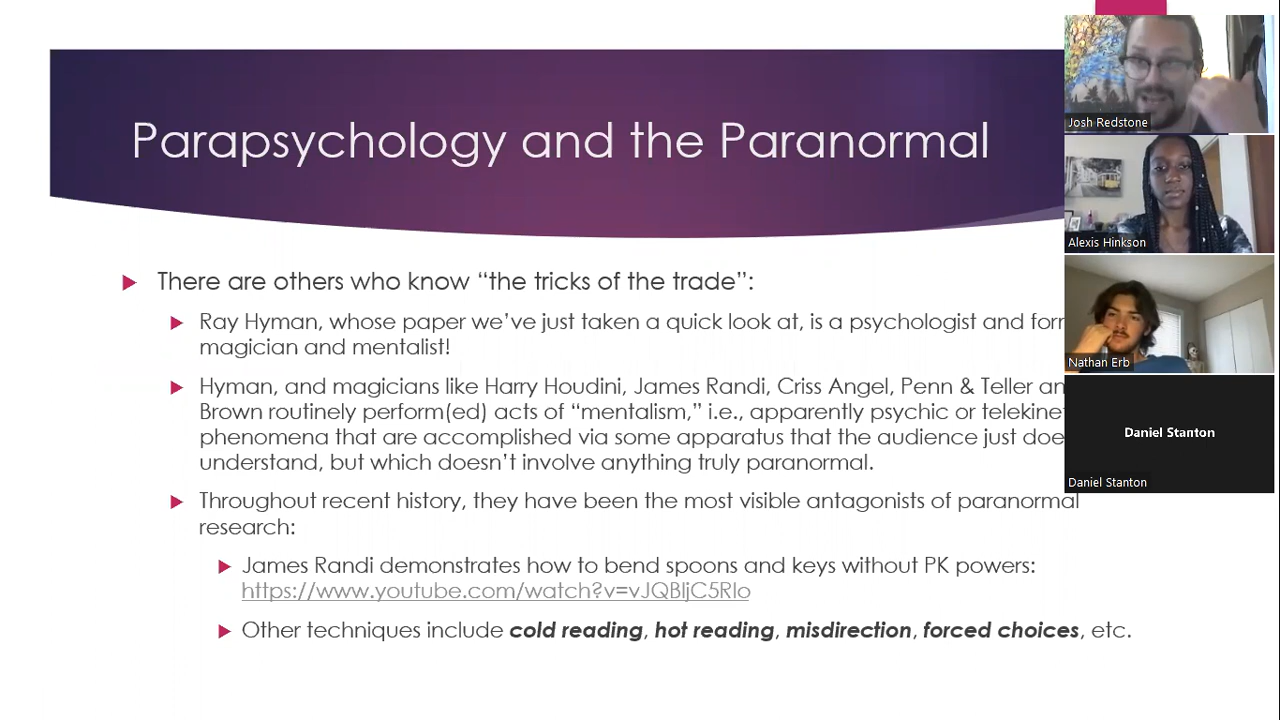 Parapsychology and the Paranormal
There are others who know “the tricks of the trade”:
Ray Hyman, whose paper we’ve just taken a quick look at, is a psychologist and
magician and mentalist!
Hyman, and magicians like Harry Houdini, James Randi, Criss Angel, Penn & Teller
Brown routinely perform(ed) acts of “mentalism,” i.e., apparently psychic or
phenomena that are accomplished via some apparatus that the audience just
understand, but which doesn’t involve anything truly paranormal.
Throughout recent history, they have been the most visible antagonists of paranormal
research:
James Randi demonstrates how to bend spoons and keys without PK powers:
https://www.youtube.com/watch?v=vJQBljC5RIo
Other techniques include cold reading, hot reading, misdirection, forced choices, etc.
Josh Redstone
Alexis Hinkson
Nathan Erb
Daniel Stanton
Daniel Stanton